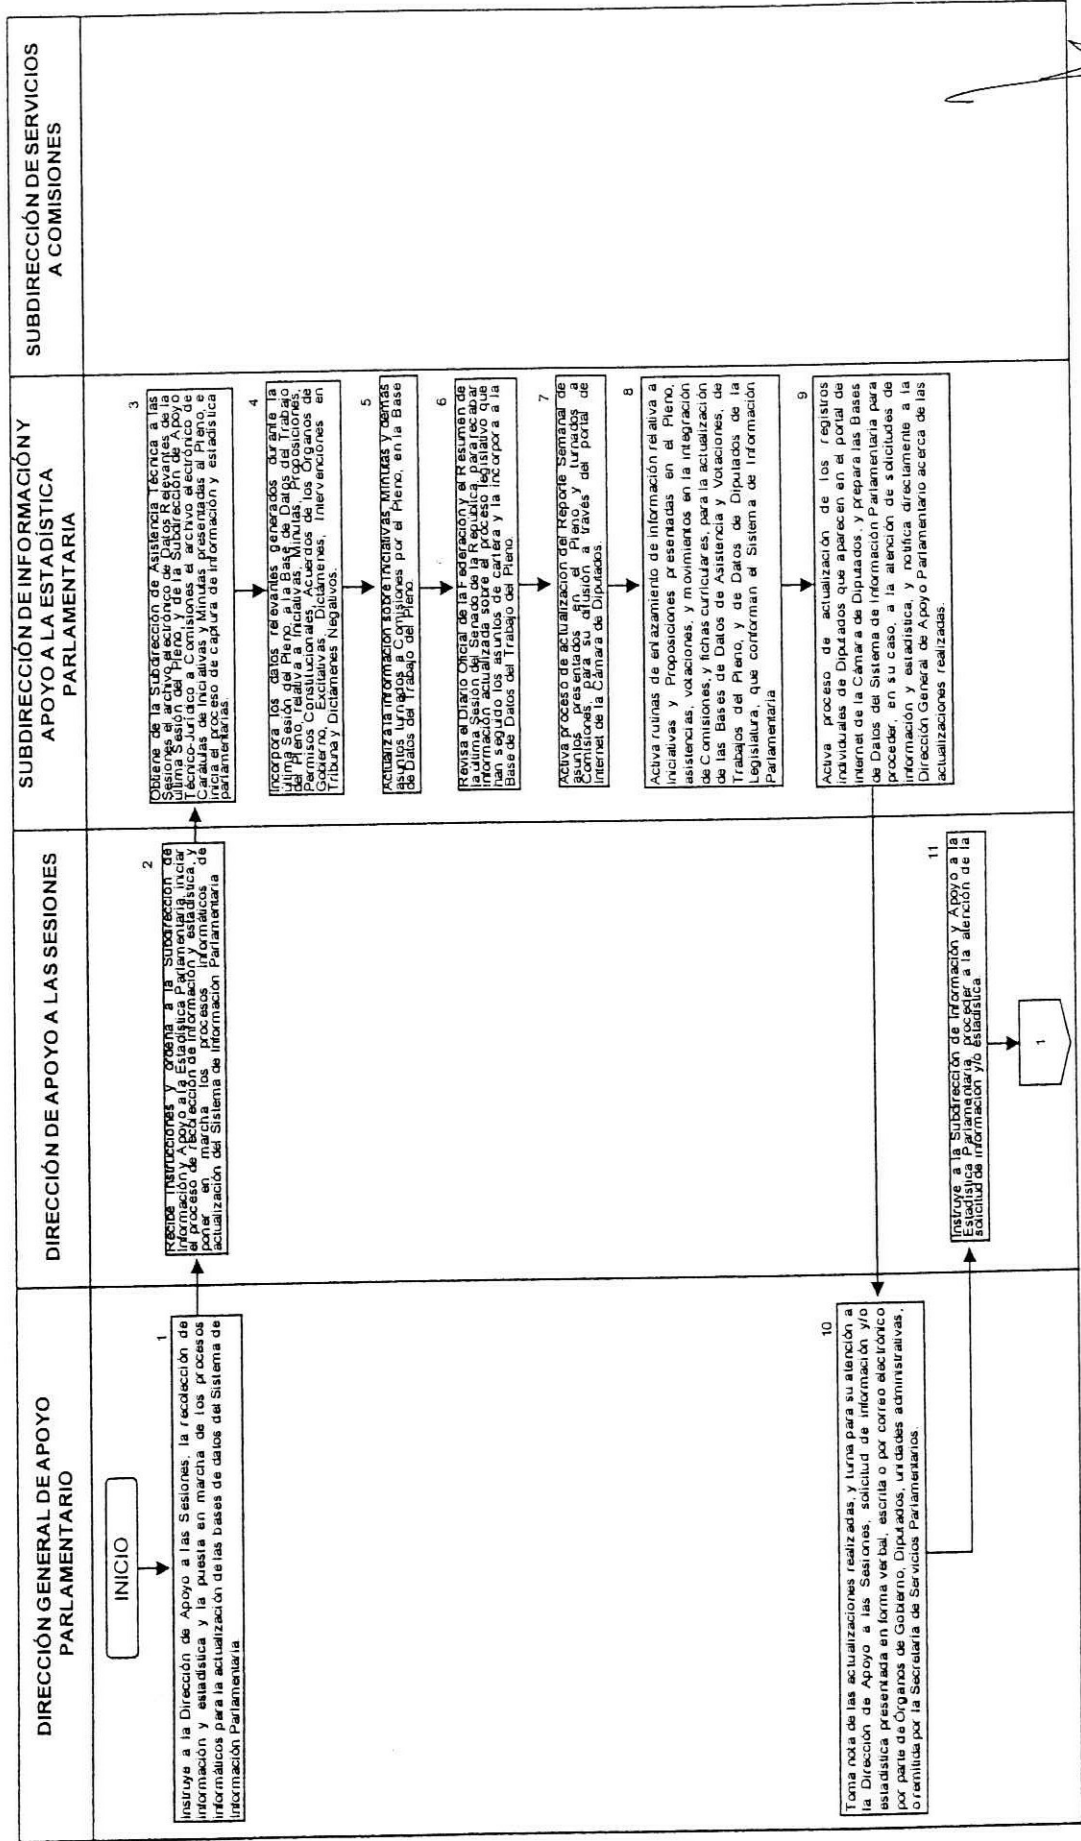 DIRECCIÓN GENERAL DE APOYO
PARLAMENTARIO
DIRECCIÓN DE APOYO A LAS SESIONES
SUBDIRECCIÓN DE INFORMACIÓN Y
APOYO A LA ESTADÍSTICA
PARLAMENTARIA
SUBDIRECCIÓN DE SERVICIOS
A COMISIONES
INICIO
1
Instruye a la Dirección de Apoyo a las Sesiones, la recolección de
información y estadística y la puesta en marcha de los procesos
informáticos para la actualización de las bases de datos del Sistema de
Información Parlamentaria
2
Recibe instrucciones y ordena a la Subdirección de
Información y Apoyo a la Estadística Parlamentaria, iniciar
el proceso de recolección de información y estadística, y
poner en marcha los procesos informáticos de
actualización del Sistema de Información Parlamentaria
3
Obtiene de la Subdirección de Asistencia Técnica a las
Sesiones el archivo electrónico de Datos Relevantes de la
última Sesión del Pleno, y de la Subdirección de Apoyo
Técnico-Jurídico a Comisiones el archivo electrónico de
Carátulas de Iniciativas y Minutas presentadas al Pleno, e
inicia el proceso de captura de información y estadística
parlamentarias.
4
Incorpora los datos relevantes generados durante la
última Sesión del Pleno, a la Base de Datos del Trabajo
del Pleno, relativa a Iniciativas, Minutas, Proposiciones,
Permisos Constitucionales, Acuerdos de los Órganos de
Gobierno, Excitativas, Dictámenes, Intervenciones en
Tribuna y Dictámenes Negativos.
5
Actualiza la información sobre Iniciativas, Minutas y demás
asuntos turnados a Comisiones por el Pleno, en la Base
de Datos del Trabajo del Pleno.
6
Revisa el Diario Oficial de la Federación y el Resumen de
la última Sesión del Senado de la República, para recabar
información actualizada sobre el proceso legislativo que
han seguido los asuntos de cartera y la incorpora a la
Base de Datos del Trabajo del Pleno.
7
Activa proceso de actualización del Reporte Semanal de
asuntos presentados en el Pleno y turnados a
Comisiones, para su difusión a través del portal de
Internet de la Cámara de Diputados.
8
Activa rutinas de enlazamiento de información relativa a
Iniciativas y Proposiciones presentadas en el Pleno,
asistencias, votaciones, y movimientos en la integración
de Comisiones, y fichas curriculares, para la actualización
de las Bases de Datos de Asistencia y Votaciones, de
Trabajos del Pleno, y de Datos de Diputados de la
Legislatura, que conforman el Sistema de Información
Parlamentaria
9
Activa proceso de actualización de los registros
individuales de Diputados que aparecen en el portal de
Internet de la Cámara de Diputados, y prepara las Bases
de Datos del Sistema de Información Parlamentaria para
proceder, en su caso, a la atención de solicitudes de
información y estadística, y notifica directamente a la
Dirección General de Apoyo Parlamentario acerca de las
actualizaciones realizadas.
10
Toma nota de las actualizaciones realizadas, y turna para su atención a
la Dirección de Apoyo a las Sesiones, solicitud de información y/o
estadística presentada en forma verbal, escrita o por correo electrónico
por parte de Órganos de Gobierno, Diputados, unidades administrativas,
o remitida por la Secretaría de Servicios Parlamentarios.
11
Instruye a la Subdirección de Información y Apoyo a la
Estadística Parlamentaria, proceder a la atención de la
solicitud de información y/o estadística
1